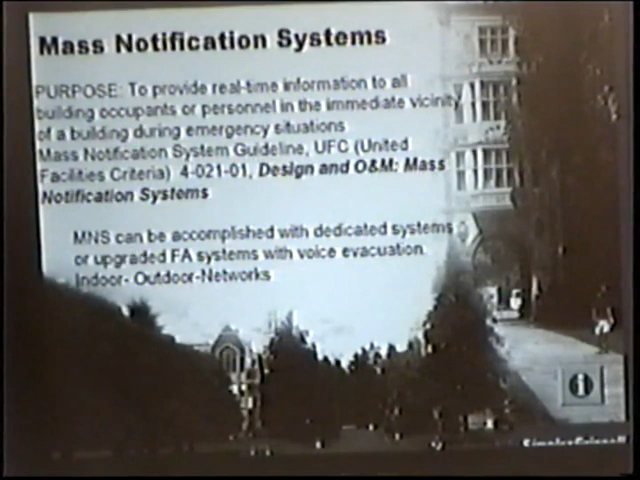 Mass Notification Systems
PURPOSE: To provide real-time information to all
building occupants or personnel in the immediate vicinity
of a building during emergency situations
Mass Notification System Guideline, UFC (United
Facilities Criteria) 4-021-01, Design and O&M: Mass
Notification Systems
MNS can be accomplished with dedicated systems
or upgraded FA systems with voice evacuation.
Indoor- Outdoor-Networks
i
SimplexGrinnell